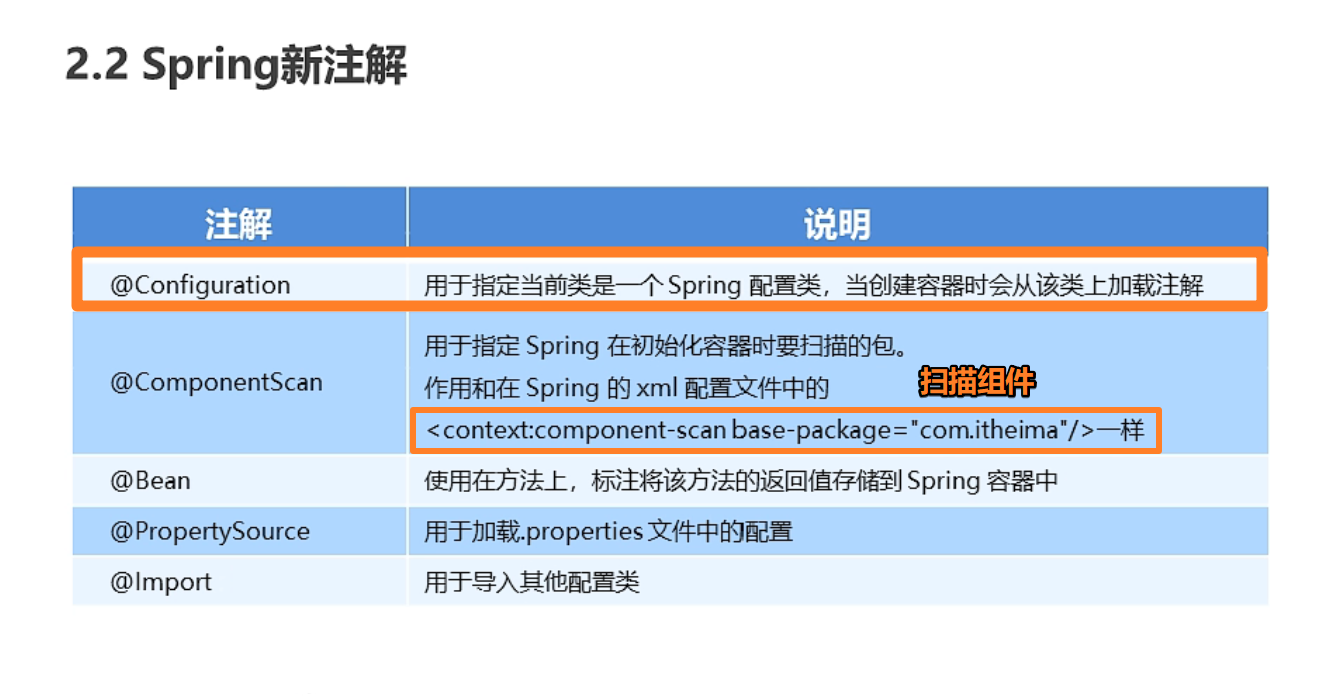 2.2 Spring新注解
注解 说明
@Configuration 用于指定当前类是一个 Spring 配置类，当创建容器时会从该类上加载注解
用于指定 Spring 在初始化容器时要扫描的包。
@ComponentScan 作用和在 Spring 的 xml 配置文件中的 扫描组件
<context:component-scan base-package="com.itheima"/>一样
@Bean 使用在方法上，标注将该方法的返回值存储到 Spring 容器中
@PropertySource 用于加载.properties 文件中的配置
@Import 用于导入其他配置类